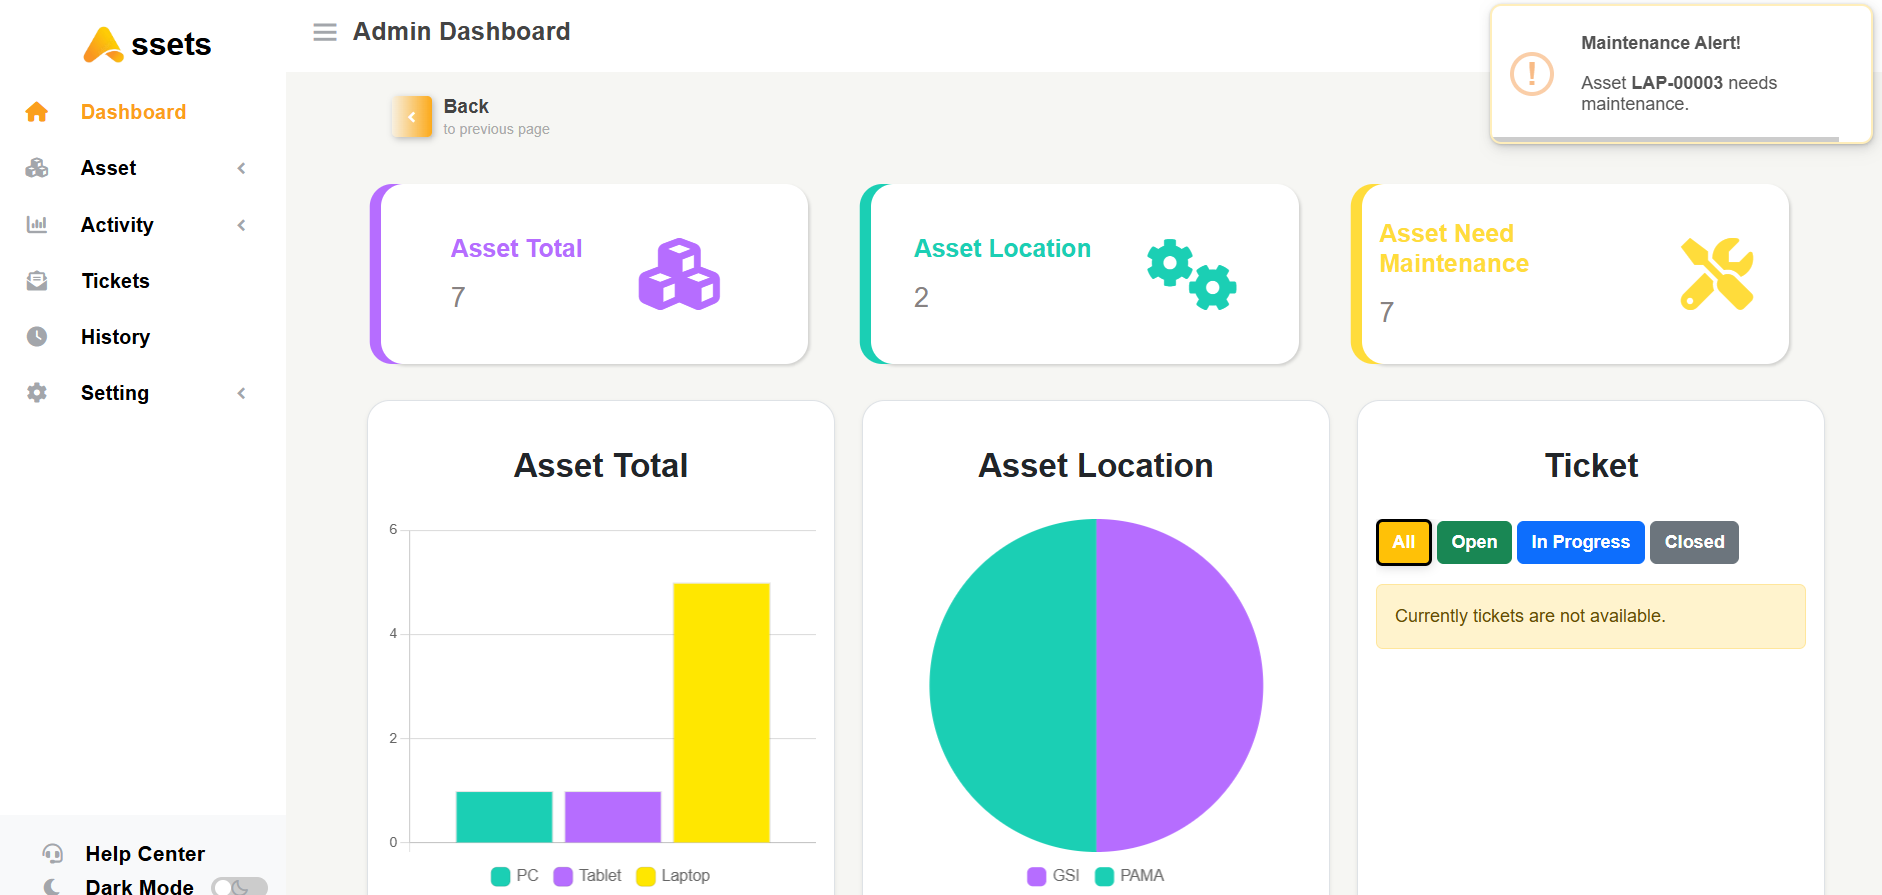 ssets
Dashboard
Asset
Activity
Tickets
History
Setting
Help Center
Dark Mode
Admin Dashboard
Maintenance Alert!
Asset LAP-00003 needs
maintenance.
Back
to previous page
Asset Total
7
Asset Location
2
Asset Need
Maintenance
7
Asset Total
6
4
2
0
PC Tablet Laptop
Asset Location
GSI PAMA
Ticket
All Open In Progress Closed
Currently tickets are not available.